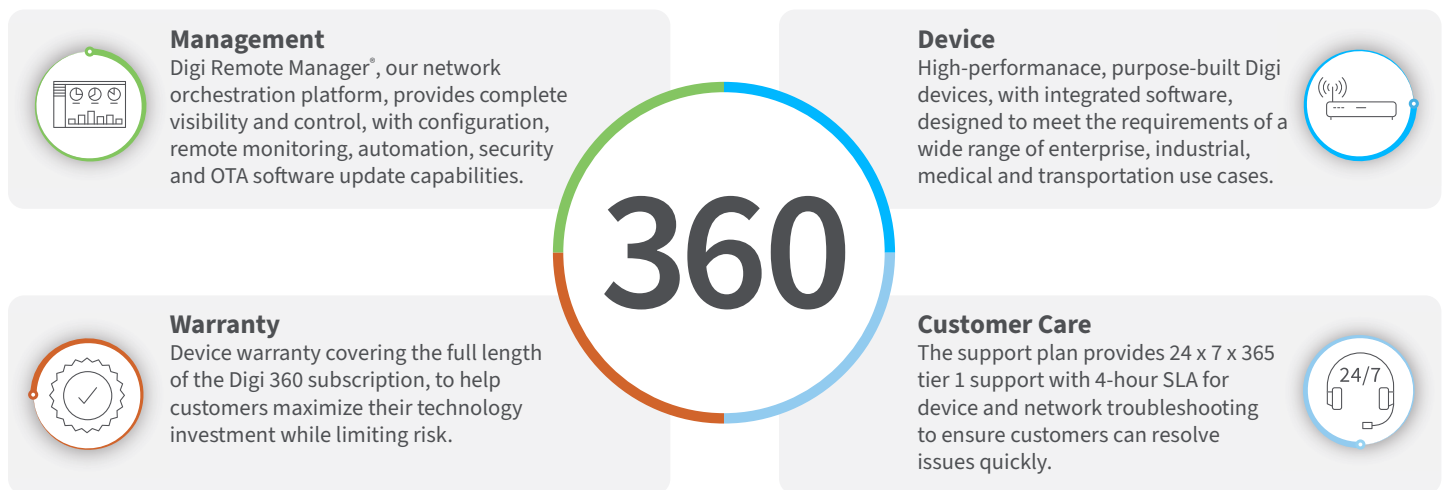 Management
Digi Remote Manager®, our network
orchestration platform, provides complete
visibility and control, with configuration,
remote monitoring, automation, security
and OTA software update capabilities.
Device
High-performanace, purpose-built Digi
devices, with integrated software,
designed to meet the requirements of a
wide range of enterprise, industrial,
medical and transportation use cases.
360
Warranty
Device warranty covering the full length
of the Digi 360 subscription, to help
customers maximize their technology
investment while limiting risk.
Customer Care
The support plan provides 24 x 7 x 365
tier 1 support with 4-hour SLA for
device and network troubleshooting
to ensure customers can resolve
issues quickly.
24/7